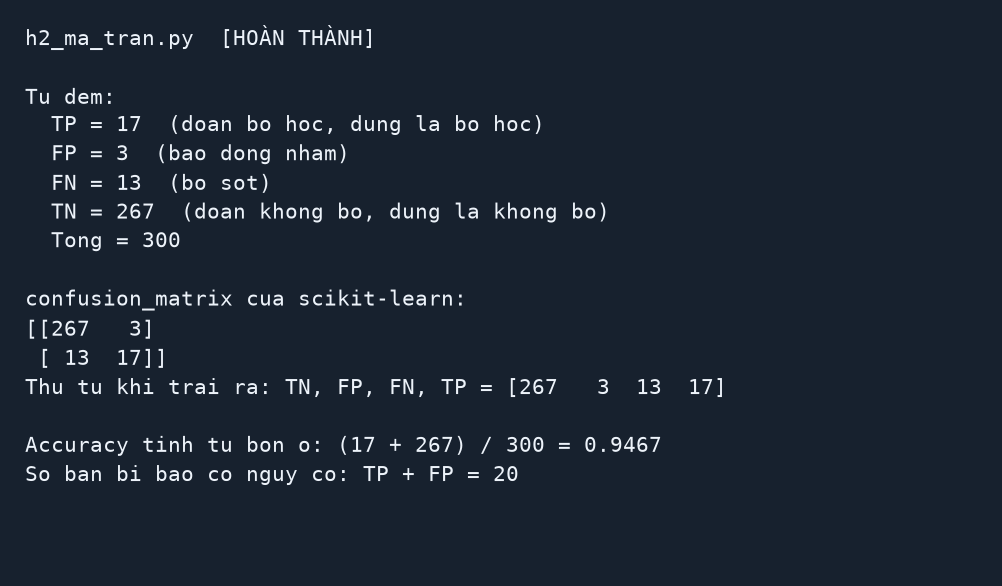 h2_ma_tran.py  [HOÀN THÀNH]
Tu dem:
  TP = 17  (doan bo hoc, dung la bo hoc)
  FP = 3  (bao dong nham)
  FN = 13  (bo sot)
  TN = 267  (doan khong bo, dung la khong bo)
  Tong = 300
confusion_matrix cua scikit-learn:
[[267   3]
 [ 13  17]]
Thu tu khi trai ra: TN, FP, FN, TP = [267   3  13  17]
Accuracy tinh tu bon o: (17 + 267) / 300 = 0.9467
So ban bi bao co nguy co: TP + FP = 20